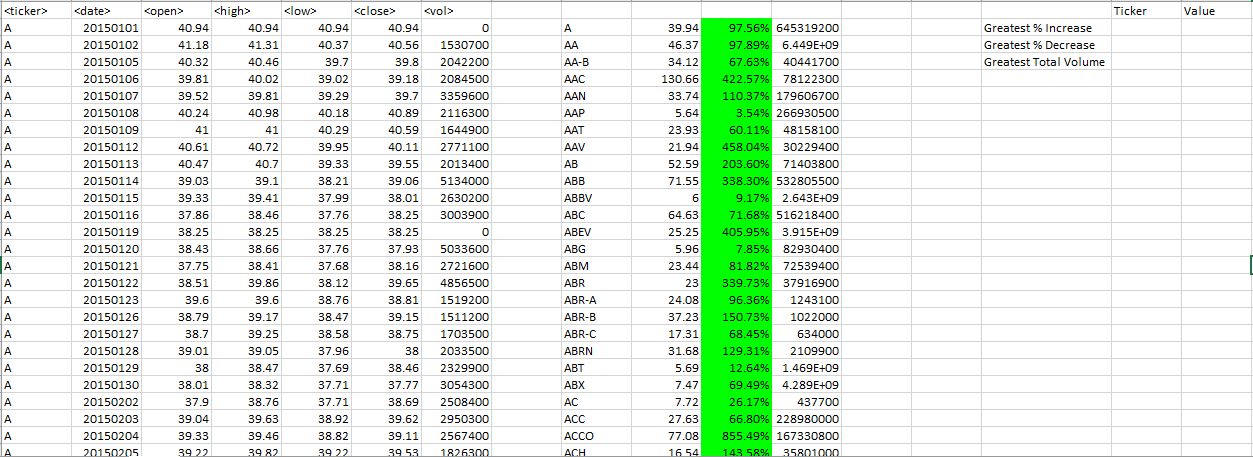 <ticker> <date> <open> <high> <low> <close> <vol> Ticker Value
A 20150101 40.94 40.94 40.94 40.94 0 A 39.94 97.56% 645319200 Greatest % Increase
A 20150102 41.18 41.31 40.37 40.56 1530700 AA 46.37 97.89% 6.449E+09 Greatest % Decrease
A 20150105 40.32 40.46 39.7 39.8 2042200 AA-B 34.12 67.63% 40441700 Greatest Total Volume
A 20150106 39.81 40.02 39.02 39.18 2084500 AAC 130.66 422.57% 78122300
A 20150107 39.52 39.81 39.29 39.7 3359600 AAN 33.74 110.37% 179606700
A 20150108 40.24 40.98 40.18 40.89 2116300 AAP 5.64 3.54% 266930500
A 20150109 41 41 40.29 40.59 1644900 AAT 23.93 60.11% 48158100
A 20150112 40.61 40.72 39.95 40.11 2771100 AAV 21.94 458.04% 30229400
A 20150113 40.47 40.7 39.33 39.55 2013400 AB 52.59 203.60% 71403800
A 20150114 39.03 39.1 38.21 39.06 5134000 ABB 71.55 338.30% 532805500
A 20150115 39.33 39.41 37.99 38.01 2630200 ABBV 6 9.17% 2.643E+09
A 20150116 37.86 38.46 37.76 38.25 3003900 ABC 64.63 71.68% 516218400
A 20150119 38.25 38.25 38.25 38.25 0 ABEV 25.25 405.95% 3.915E+09
A 20150120 38.43 38.66 37.76 37.93 5033600 ABG 5.96 7.85% 82930400
A 20150121 37.75 38.41 37.68 38.16 2721600 ABM 23.44 81.82% 72539400
A 20150122 38.51 39.86 38.12 39.65 4856500 ABR 23 339.73% 37916900
A 20150123 39.6 39.6 38.76 38.81 1519200 ABR-A 24.08 96.36% 1243100
A 20150126 38.79 39.17 38.47 39.15 1511200 ABR-B 37.23 150.73% 1022000
A 20150127 38.7 39.25 38.58 38.75 1703500 ABR-C 17.31 68.45% 634000
A 20150128 39.01 39.05 37.96 38 2033500 ABRN 31.68 129.31% 2109900
A 20150129 38 38.47 37.69 38.46 2329900 ABT 5.69 12.64% 1.469E+09
A 20150130 38.01 38.32 37.71 37.77 3054300 ABX 7.47 69.49% 4.289E+09
A 20150202 37.9 38.76 37.71 38.69 2508400 AC 7.72 26.17% 437700
A 20150203 39.04 39.63 38.92 39.62 2950300 ACC 27.63 66.80% 228980000
A 20150204 39.33 39.46 38.82 39.11 2567400 ACCO 77.08 855.49% 167330800
A 20150205 39.22 39.82 39.22 39.53 1826300 ACH 16.54 143.58% 35801000